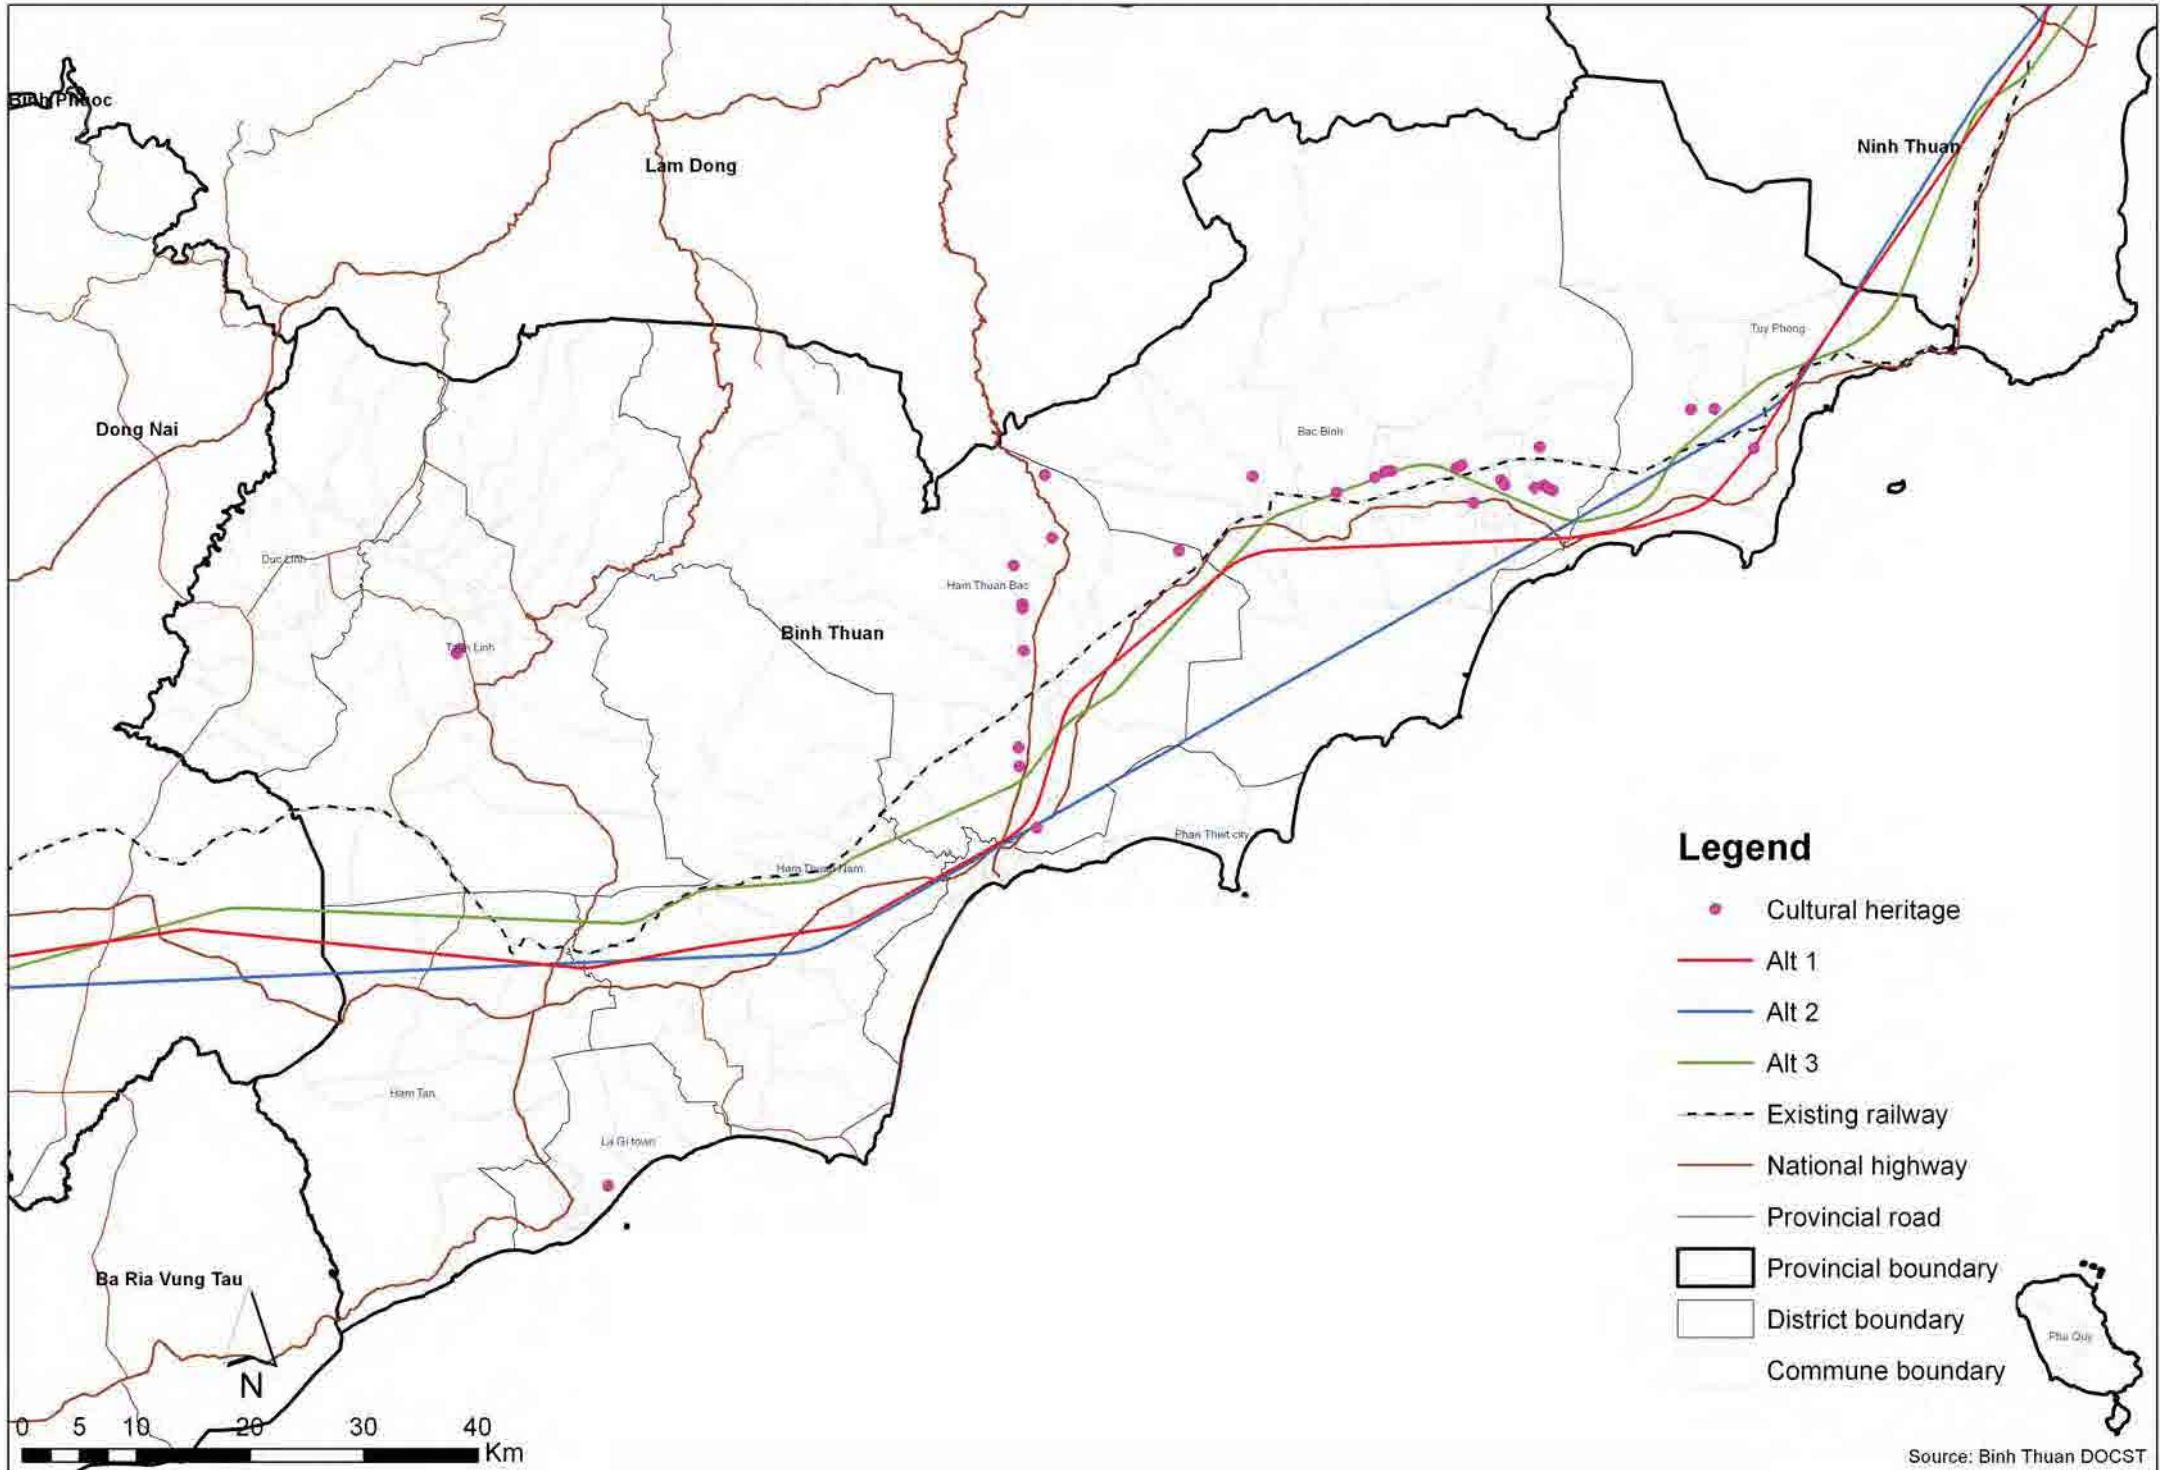 Binh Phuoc
Lam Dong
Ninh Thuan
Tuy Phong
Dong Nai
Bac Binh
Duc Linh
Ham Thuan Bac
Binh Thuan
Tanh Linh
Phan Thiet city
Ham Thuan Nam
Ham Tan
La Gi town
Ba Ria Vung Tau
N
0 5 10 20 30 40
Km
Legend
Cultural heritage
Alt 1
Alt 2
Alt 3
Existing railway
National highway
Provincial road
Provincial boundary
District boundary
Commune boundary
Phu Quy
Source: Binh Thuan DOCST